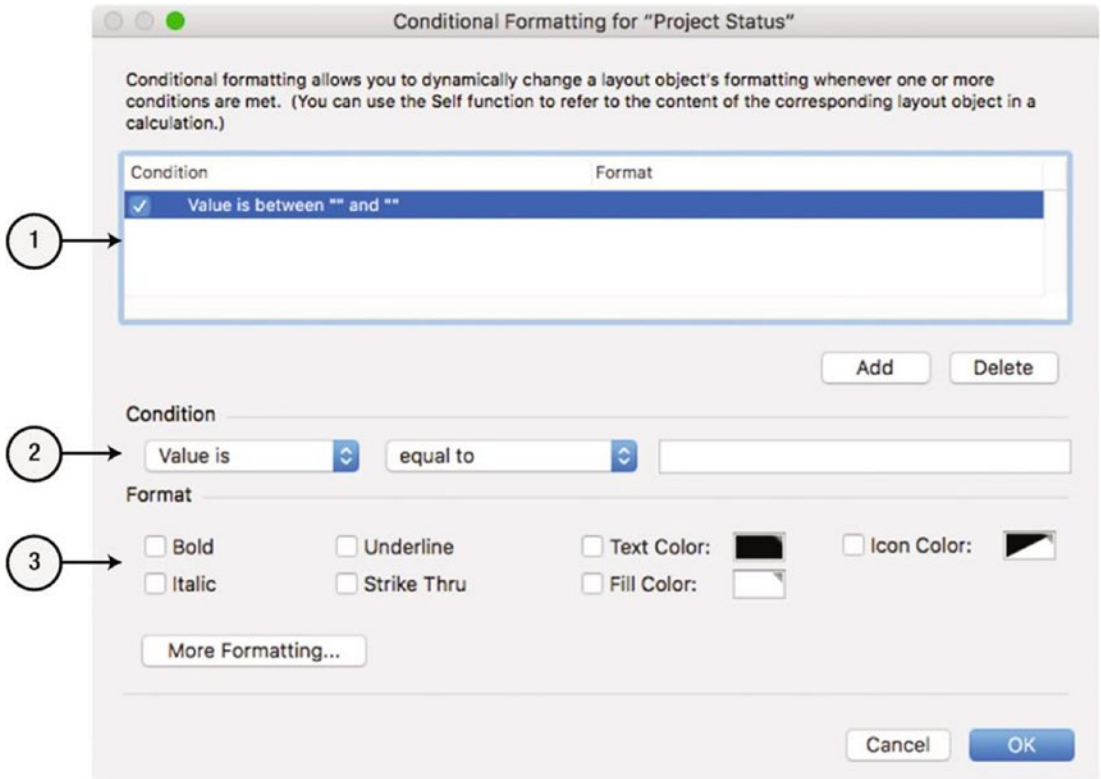 Conditional Formatting for “Project Status”
Conditional formatting allows you to dynamically change a layout object's formatting whenever one or more
conditions are met.  (You can use the Self function to refer to the content of the corresponding layout object in a
calculation.)
Condition Format
Value is between "" and ""
1
Add Delete
Condition
2 Value is equal to
Format
3
Bold Underline Text Color: Icon Color:
Italic Strike Thru Fill Color:
More Formatting...
Cancel OK